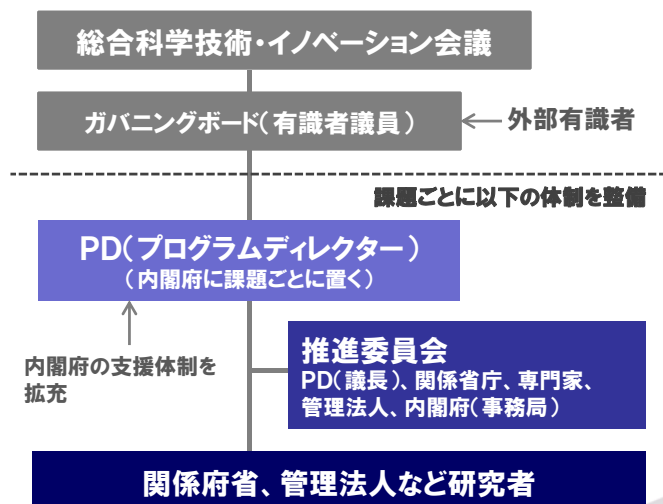 総合科学技術・イノベーション会議
ガバニングボード(有識者議員)
外部有識者
課題ごとに以下の体制を整備
PD(プログラムディレクター)
(内閣府に課題ごとに置く)
内閣府の支援体制を
拡充
推進委員会
PD(議長)、関係省庁、専門家、
管理法人、内閣府(事務局)
関係府省、管理法人など研究者